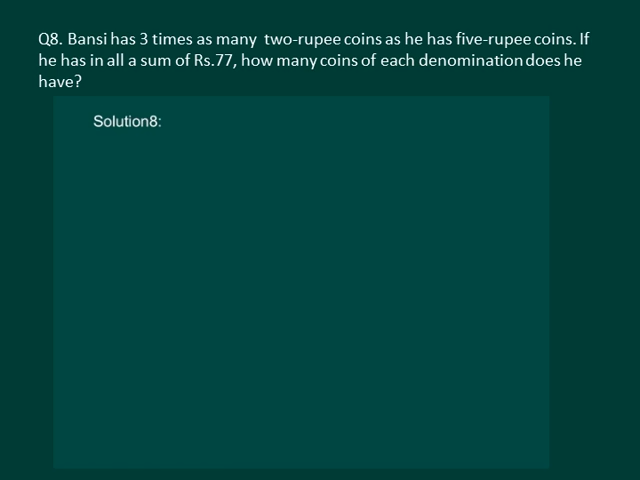 Q8. Bansi has 3 times as many two-rupee coins as he has five-rupee coins. If
he has in all a sum of Rs.77, how many coins of each denomination does he
have?
Solution8: